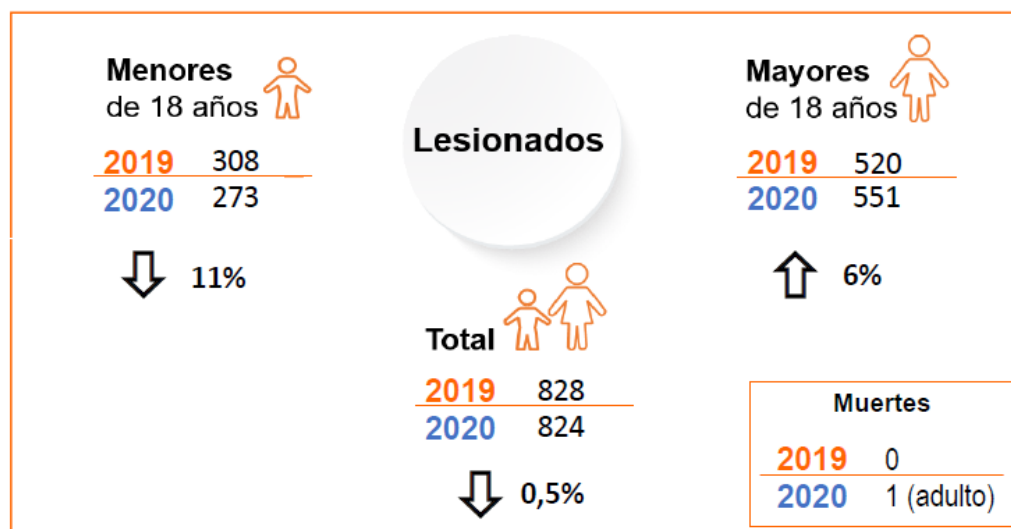 Menores
de 18 años
2019 308
2020 273
11%
Lesionados
Mayores
de 18 años
2019 520
2020 551
6%
Total
2019 828
2020 824
0,5%
Muertes
2019 0
2020 1 (adulto)